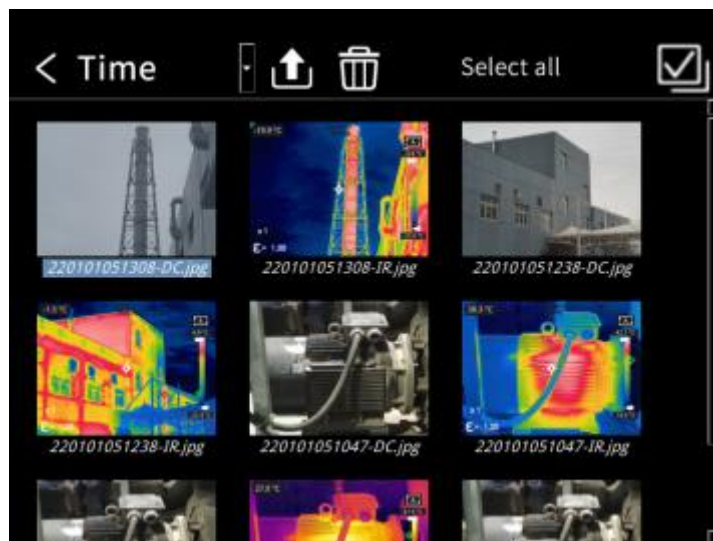 Time
Select all
220101051308-DC.jpg
220101051308-IR.jpg
220101051238-DC.jpg
220101051238-IR.jpg
220101051047-DC.jpg
220101051047-IR.jpg